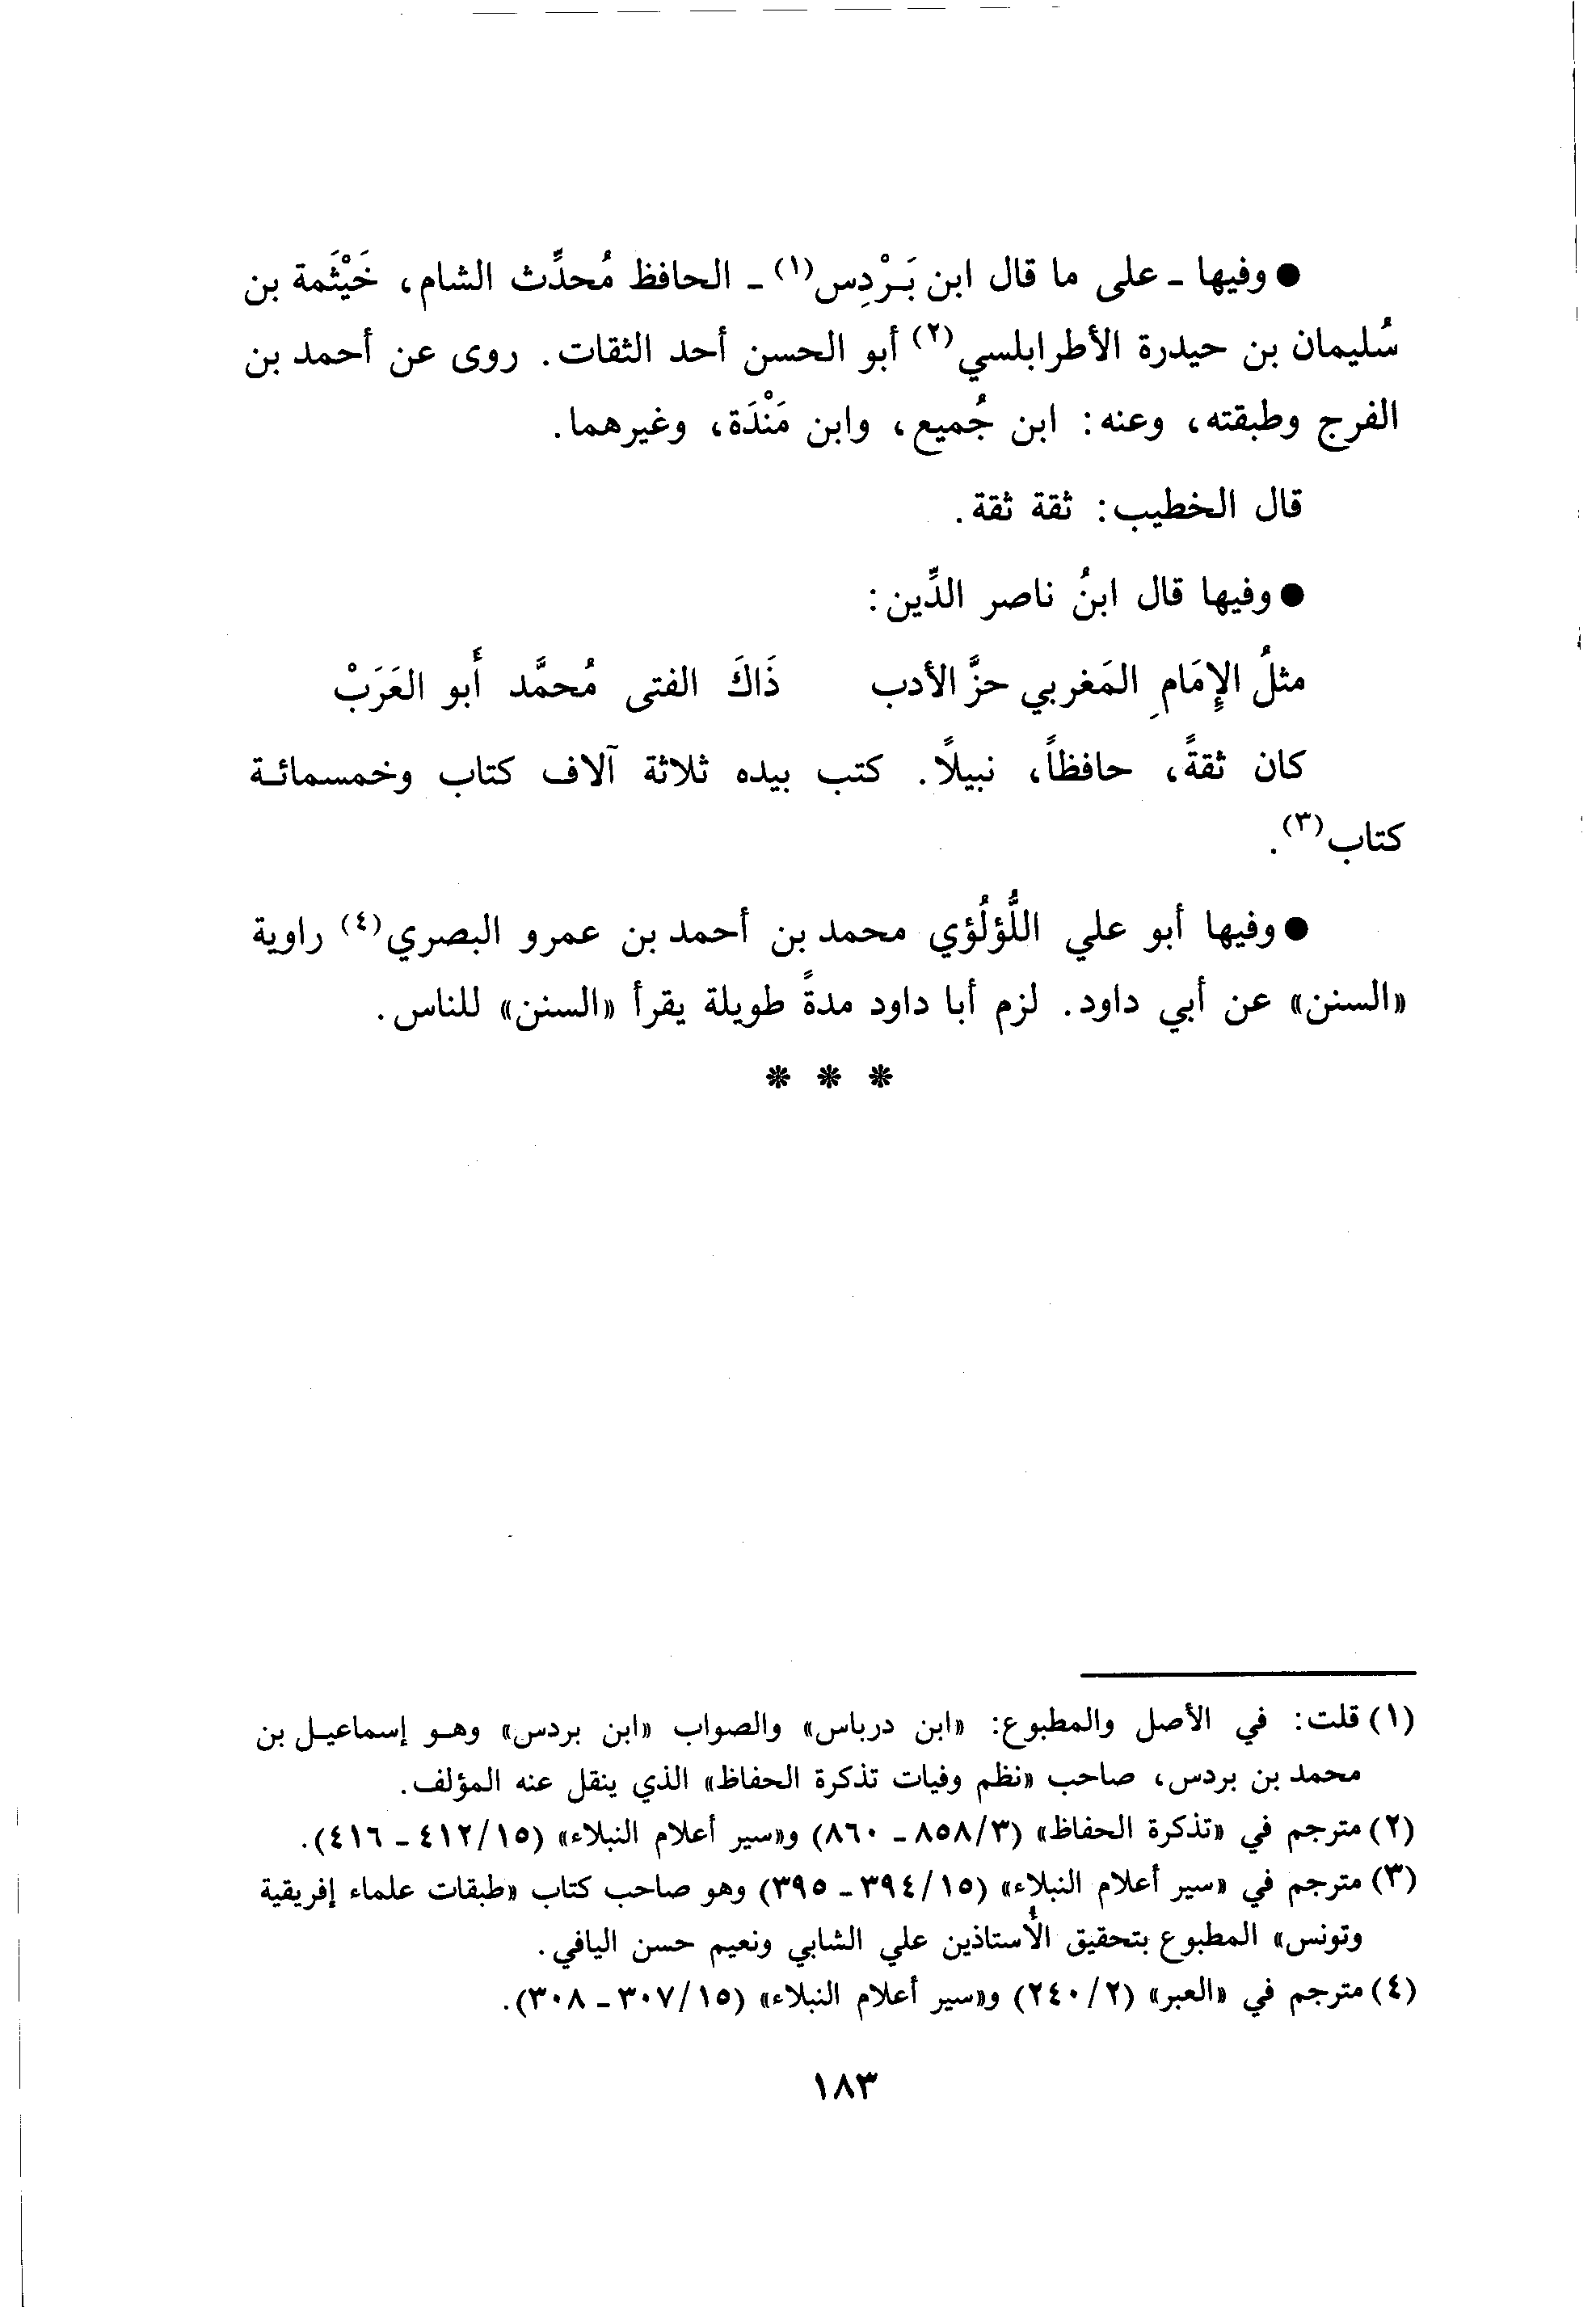 ● وفيها ـ على ما قال ابن بَـرْدِس(١) ـ الحافظ مُحدِّث الشام، خَيْثَمة بن
سُليمان بن حيدرة الأطرابلسي(٢) أبو الحسن أحد الثقات. روى عن أحمد بن
الفرج وطبقته، وعنه: ابن جُميع، وابن مَنْدَة، وغيرهما.
قال الخطيب: ثقة ثقة.
● وفيها قال ابنُ ناصر الدِّين:
مثلُ الإِمَامِ المَغربي حزَّ الأدب ذَاكَ الفتى مُحمَّد أَبو العَرَبْ
كان ثقةً، حافظاً، نبيلًا. كتب بيده ثلاثة آلاف كتاب وخمسمائـة
كتاب(٣).
● وفيها أبو علي اللُّؤلُؤي محمد بن أحمد بن عمرو البصري(٤) راوية
«السنن» عن أبي داود. لزم أبا داود مدةً طويلة يقرأ «السنن» للناس.
* * *
(١) قلت: في الأصل والمطبوع: «ابن درباس» والصواب «ابن بردس» وهـو إسماعيـل بن
محمد بن بردس، صاحب «نظم وفيات تذكرة الحفاظ» الذي ينقل عنه المؤلف.
(٢) مترجم في «تذكرة الحفاظ» (٣/ ٨٥٨ ـ ٨٦٠) و«سير أعلام النبلاء» (١٥/ ٤١٢ ـ ٤١٦).
(٣) مترجم في «سير أعلام النبلاء» (١٥/ ٣٩٤ ـ ٣٩٥) وهو صاحب كتاب «طبقات علماء إفريقية
وتونس» المطبوع بتحقيق الأستاذين علي الشابي ونعيم حسن اليافي.
(٤) مترجم في «العبر» (٢/ ٢٤٠) و«سير أعلام النبلاء» (١٥/ ٣٠٧ ـ ٣٠٨).
١٨٣